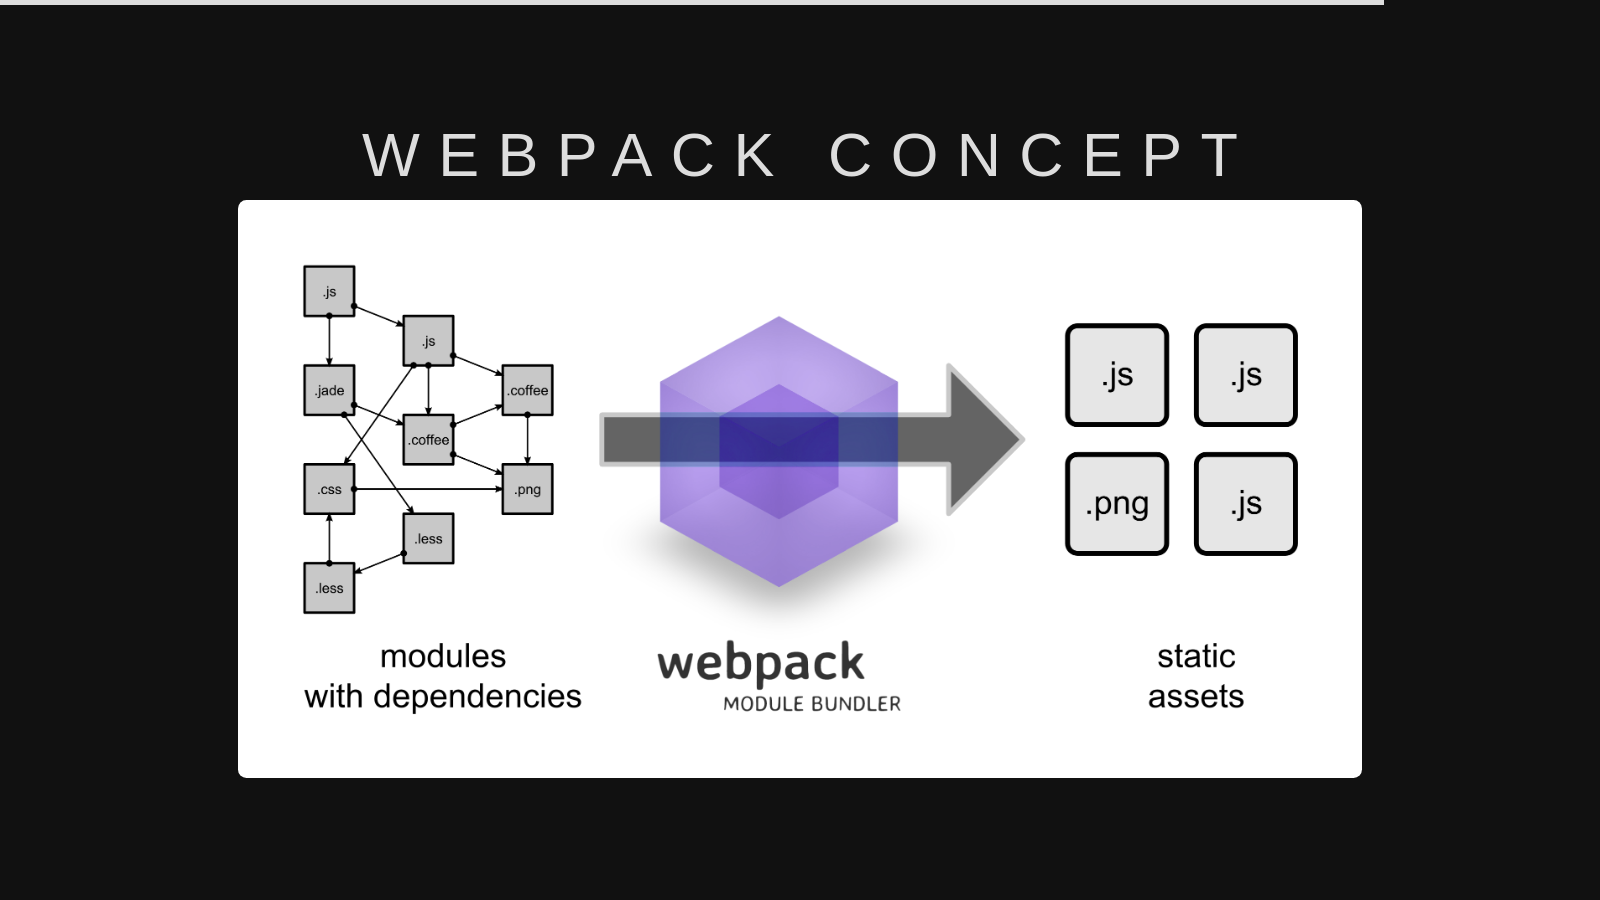 WEBPACK CONCEPT
.js
.js
.jade
.coffee
.coffee
.css
.png
.less
.less
modules
with dependencies
webpack
MODULE BUNDLER
.js
.js
.png
.js
static
assets